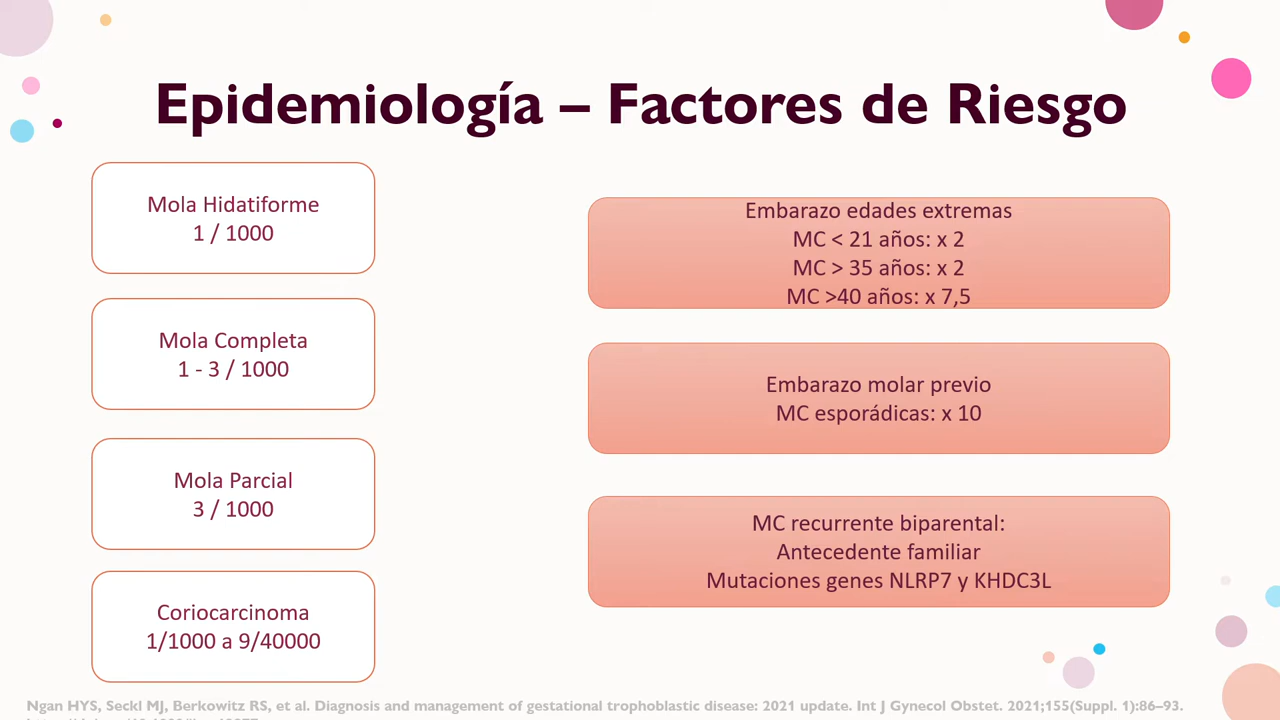 Epidemiología – Factores de Riesgo
Mola Hidatiforme
1 / 1000
Mola Completa
1 - 3 / 1000
Mola Parcial
3 / 1000
Coriocarcinoma
1/1000 a 9/40000
Embarazo edades extremas
MC < 21 años: x 2
MC > 35 años: x 2
MC >40 años: x 7,5
Embarazo molar previo
MC esporádicas: x 10
MC recurrente biparental:
Antecedente familiar
Mutaciones genes NLRP7 y KHDC3L
Ngan HYS, Seckl MJ, Berkowitz RS, et al. Diagnosis and management of gestational trophoblastic disease: 2021 update. Int J Gynecol Obstet. 2021;155(Suppl. 1):86–93.